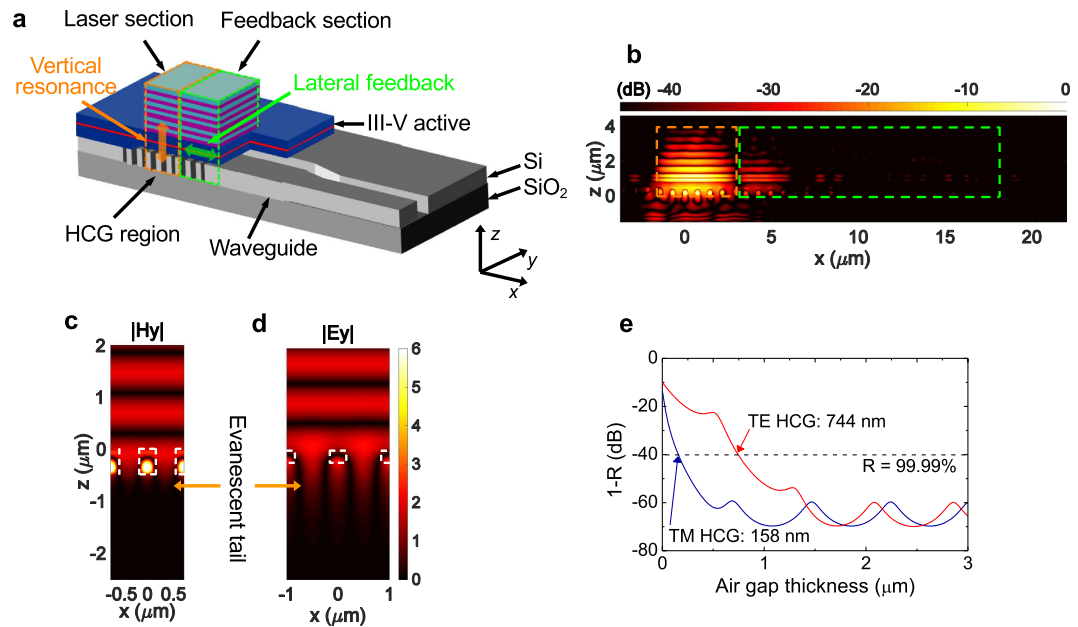 a
Laser section
Feedback section
Vertical
resonance
Lateral feedback
III-V active
Si
SiO2
HCG region
Waveguide
z
y
x
b
(dB)
-40
-30
-20
-10
0
z (μm)
4
2
0
0
5
10
15
20
x (μm)
c
|Hy|
d
|Ey|
z (μm)
2
1
0
-1
-2
-0.5
0
0.5
x (μm)
Evanescent tail
-1
0
1
x (μm)
6
5
4
3
2
1
0
e
1-R (dB)
0
-20
-40
-60
-80
TE HCG: 744 nm
R = 99.99%
TM HCG: 158 nm
0
1
2
3
Air gap thickness (μm)